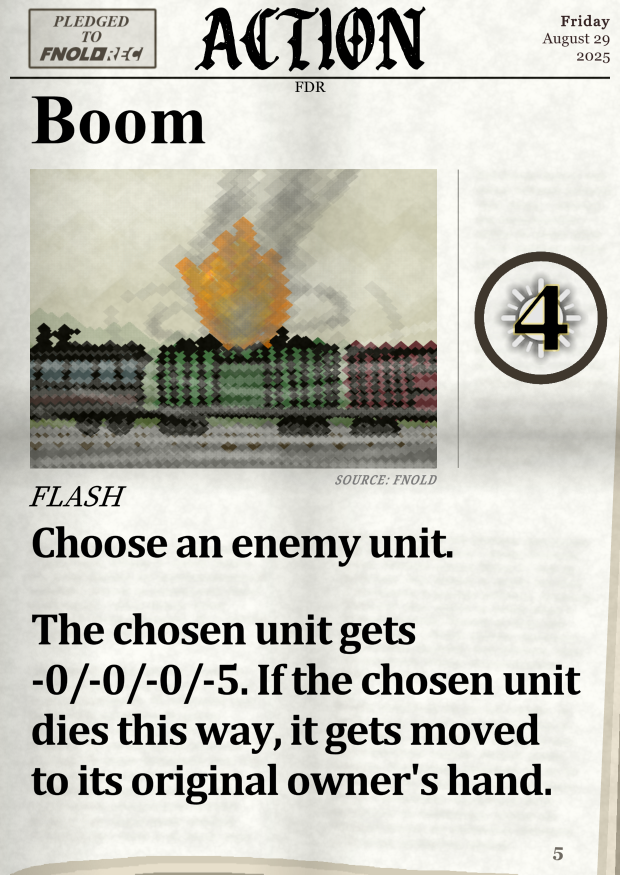 PLEDGED
TO
FNOLD REC
ACTION
Friday
August 29
2025
FDR
Boom
4
SOURCE: FNOLD
FLASH
Choose an enemy unit.
The chosen unit gets
-0/-0/-0/-5. If the chosen unit
dies this way, it gets moved
to its original owner's hand.
5